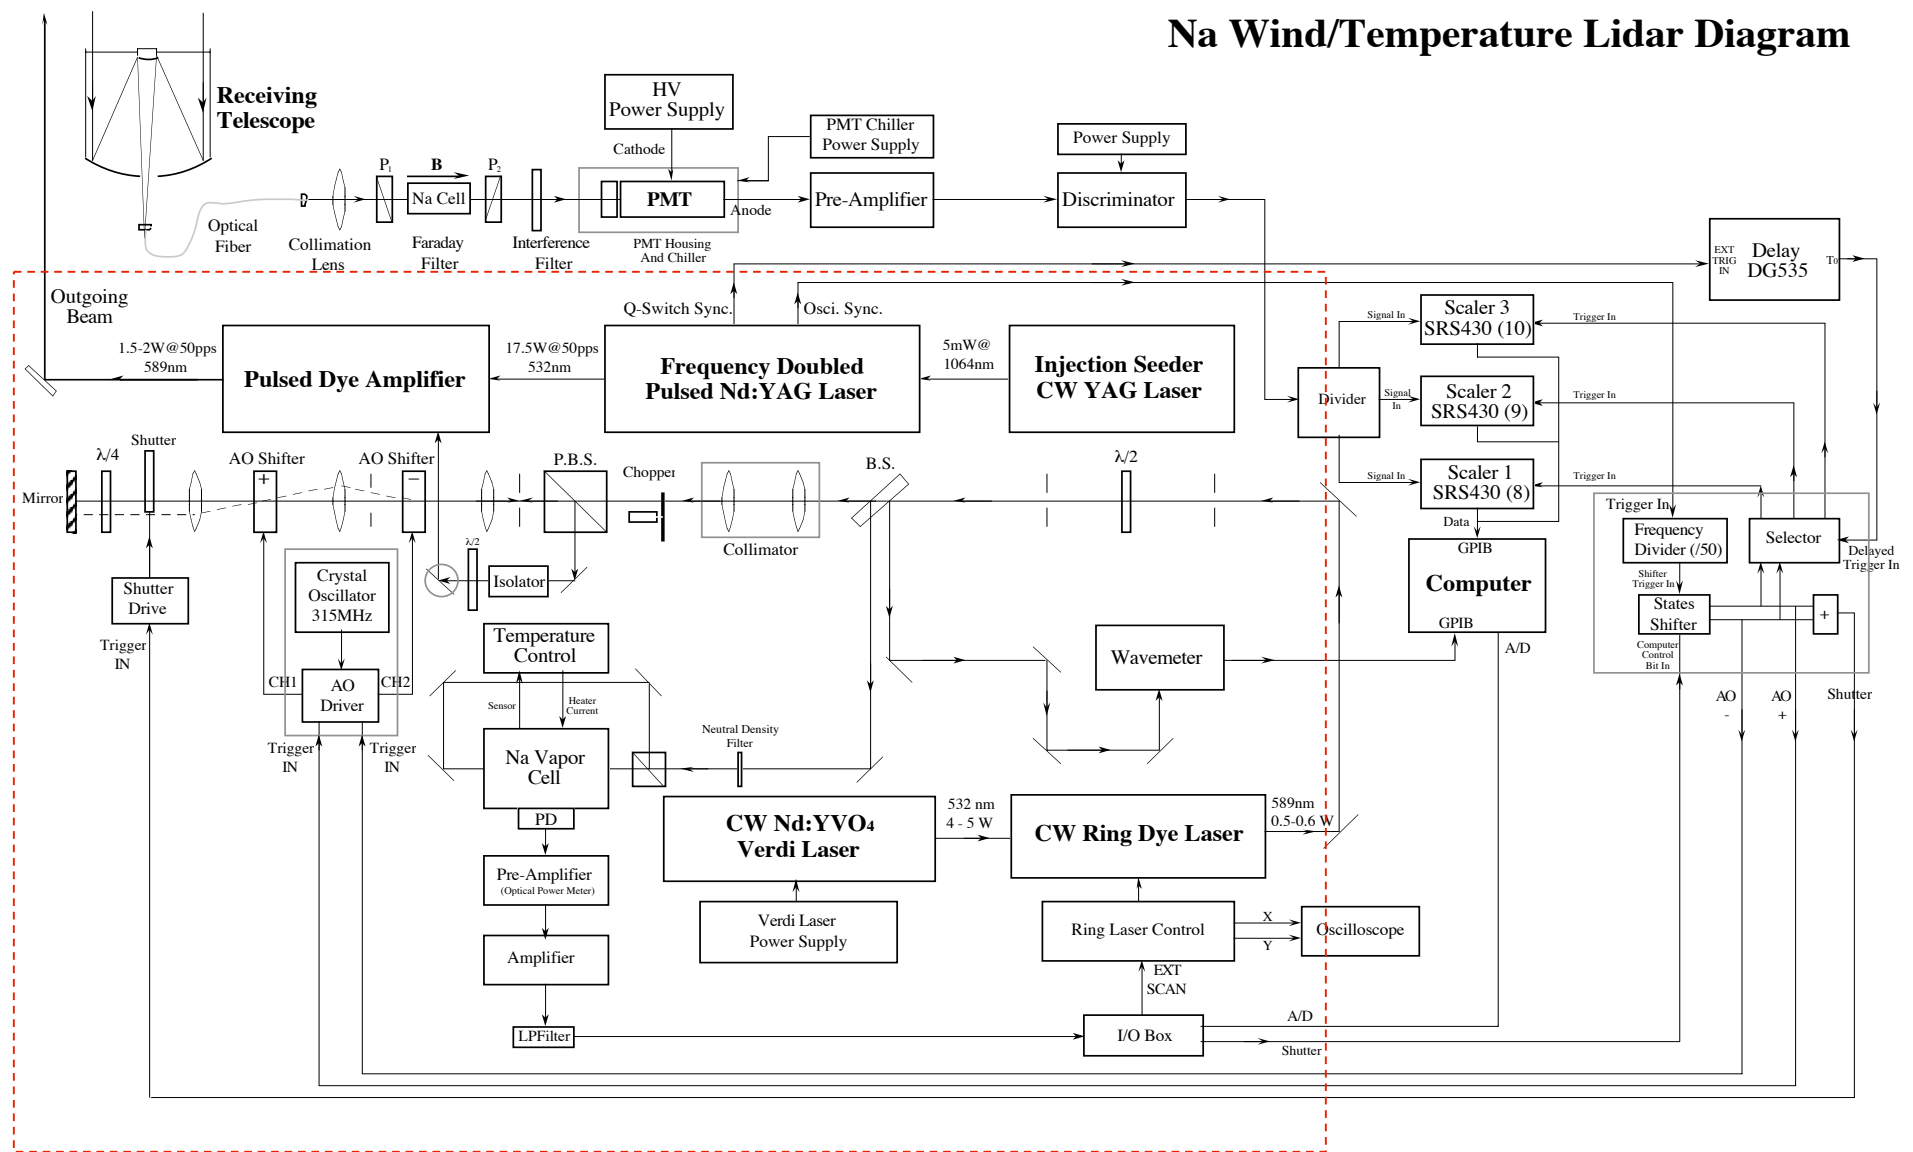 Na Wind/Temperature Lidar Diagram
Receiving
Telescope
HV
Power Supply
PMT Chiller
Power Supply
Power Supply
Cathode
P1
B
P2
Na Cell
PMT
Anode
Pre-Amplifier
Discriminator
Optical
Fiber
Collimation
Lens
Faraday
Filter
Interference
Filter
PMT Housing
And Chiller
EXT
TRIG
IN
Delay
DG535
To
Outgoing
Beam
Q-Switch Sync.
Osci. Sync.
1.5-2W@50pps
589nm
Pulsed Dye Amplifier
17.5W@50pps
532nm
Frequency Doubled
Pulsed Nd:YAG Laser
5mW@
1064nm
Injection Seeder
CW YAG Laser
Divider
Signal In
Scaler 3
SRS430 (10)
Trigger In
Signal
In
Scaler 2
SRS430 (9)
Trigger In
Signal In
Scaler 1
SRS430 (8)
Trigger In
Data
Mirror
λ/4
Shutter
AO Shifter
+
AO Shifter
−
P.B.S.
Chopper
Collimator
B.S.
λ/2
λ/2
Isolator
Shutter
Drive
Trigger
IN
Crystal
Oscillator
315MHz
CH1
AO
Driver
CH2
Trigger
IN
Trigger
IN
Temperature
Control
Sensor
Heater
Current
Na Vapor
Cell
PD
Neutral Density
Filter
Wavemeter
GPIB
Computer
GPIB
A/D
Trigger In
Frequency
Divider (/50)
Selector
Delayed
Trigger In
Shifter
Trigger In
States
Shifter
+
Computer
Control
Bit In
AO
-
AO
+
Shutter
CW Nd:YVO4
Verdi Laser
532 nm
4 - 5 W
CW Ring Dye Laser
589nm
0.5-0.6 W
Pre-Amplifier
(Optical Power Meter)
Verdi Laser
Power Supply
Ring Laser Control
X
Y
Oscilloscope
Amplifier
EXT
SCAN
LPFilter
I/O Box
A/D
Shutter